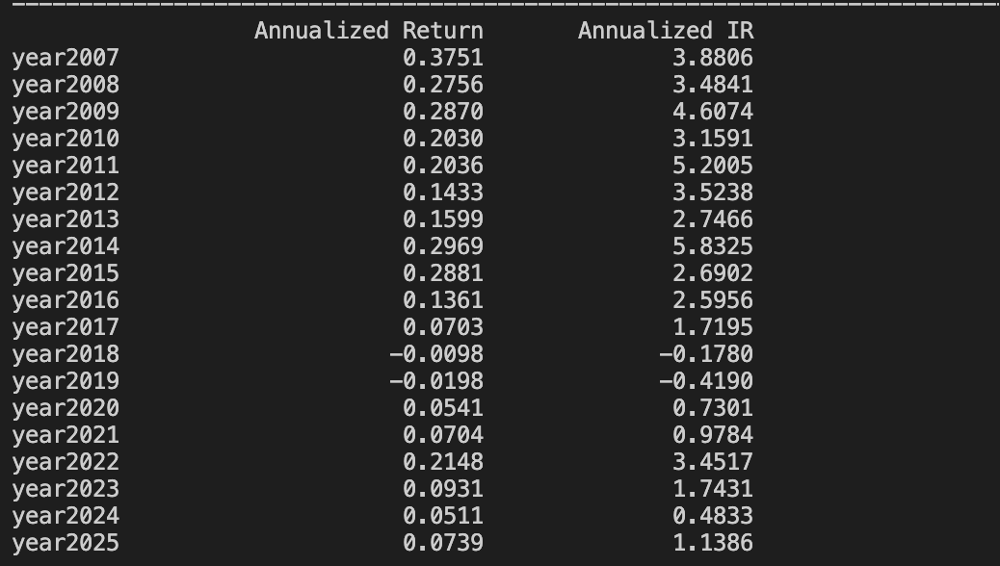 Annualized Return Annualized IR
year2007 0.3751 3.8806
year2008 0.2756 3.4841
year2009 0.2870 4.6074
year2010 0.2030 3.1591
year2011 0.2036 5.2005
year2012 0.1433 3.5238
year2013 0.1599 2.7466
year2014 0.2969 5.8325
year2015 0.2881 2.6902
year2016 0.1361 2.5956
year2017 0.0703 1.7195
year2018 -0.0098 -0.1780
year2019 -0.0198 -0.4190
year2020 0.0541 0.7301
year2021 0.0704 0.9784
year2022 0.2148 3.4517
year2023 0.0931 1.7431
year2024 0.0511 0.4833
year2025 0.0739 1.1386